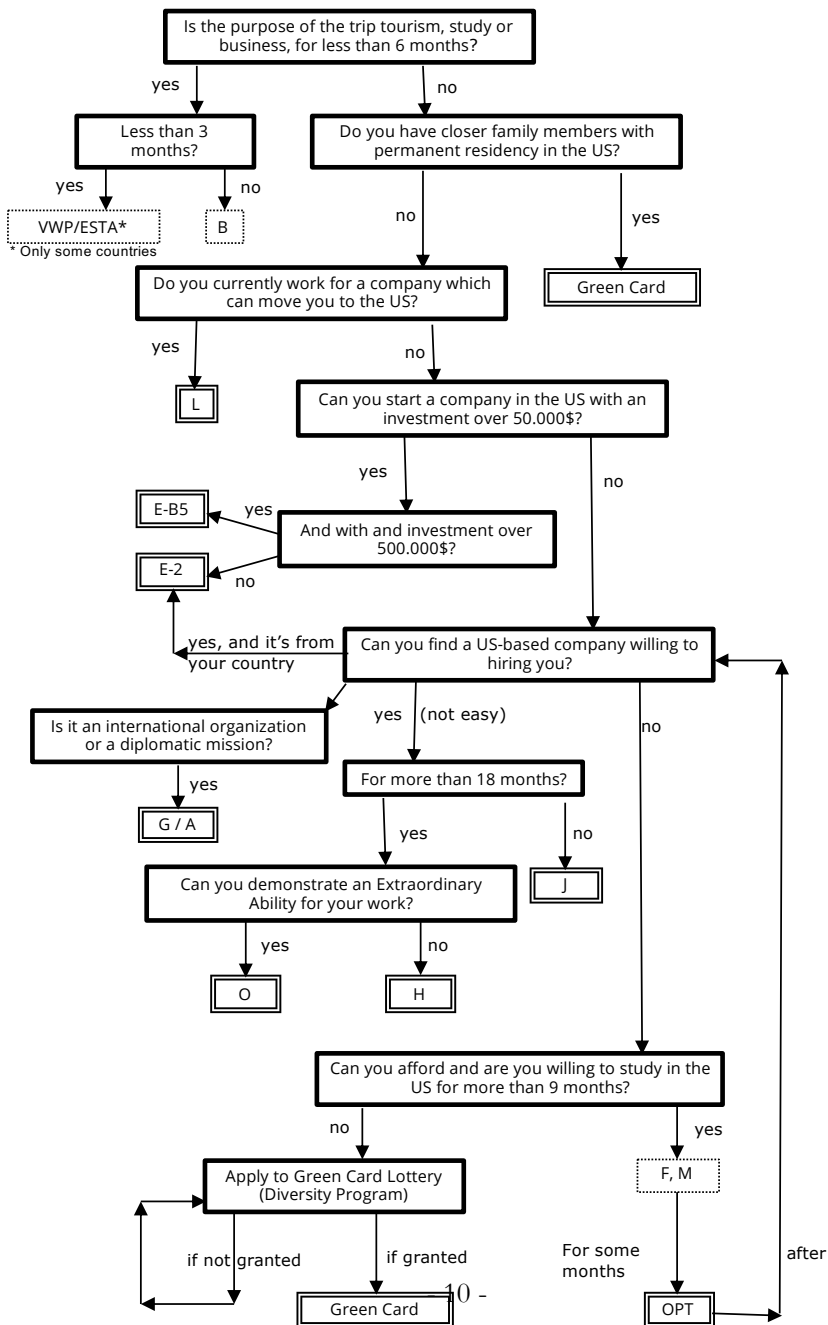 Is the purpose of the trip tourism, study or
business, for less than 6 months?
yes
no
Less than 3
months?
Do you have closer family members with
permanent residency in the US?
yes
no
no
yes
VWP/ESTA*
* Only some countries
B
Do you currently work for a company which
can move you to the US?
Green Card
yes
no
L
Can you start a company in the US with an
investment over 50.000$?
yes
no
E-B5
yes
And with and investment over
500.000$?
E-2
no
yes, and it's from
your country
Can you find a US-based company willing to
hiring you?
Is it an international organization
or a diplomatic mission?
yes (not easy)
no
yes
For more than 18 months?
G / A
yes
no
Can you demonstrate an Extraordinary
Ability for your work?
J
yes
no
O
H
Can you afford and are you willing to study in the
US for more than 9 months?
no
yes
Apply to Green Card Lottery
(Diversity Program)
F, M
if not granted
if granted
For some
months
after
Green Card
- 10 -
OPT